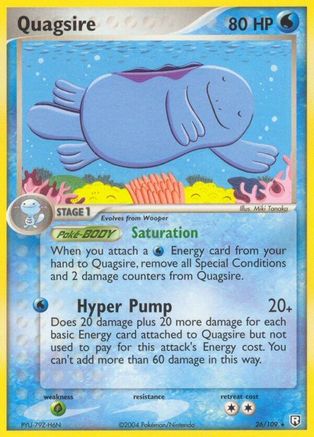 Quagsire 80 HP
Illus. Miki Tanaka
STAGE 1
Evolves from Wooper
Poké-BODY Saturation
When you attach a Energy card from your
hand to Quagsire, remove all Special Conditions
and 2 damage counters from Quagsire.
Hyper Pump 20+
Does 20 damage plus 20 more damage for each
basic Energy card attached to Quagsire but not
used to pay for this attack's Energy cost. You
can't add more than 60 damage in this way.
weakness resistance retreat cost
PYU-79Z-H6N ©2004 Pokémon/Nintendo 26/109 R